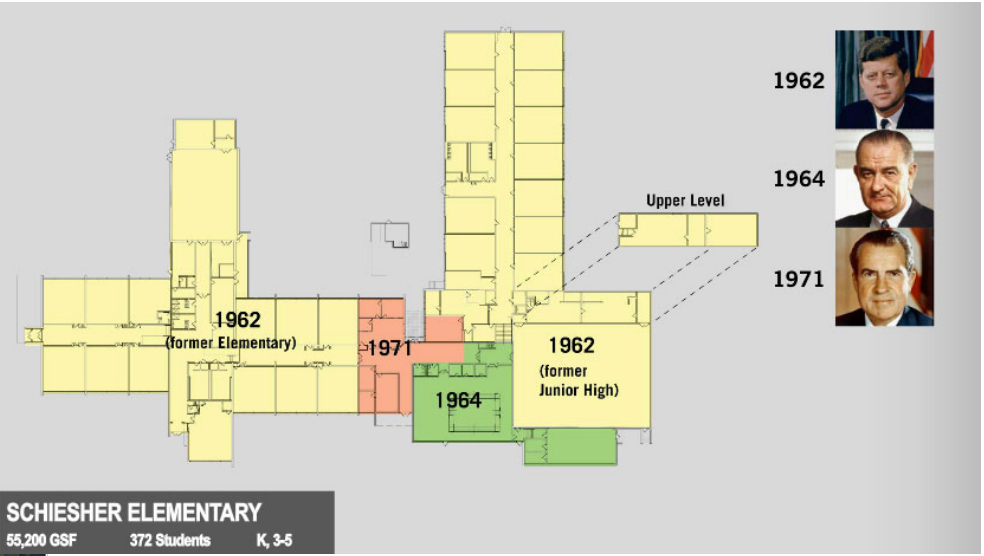 1962
1964
1971
Upper Level
1962
(former Elementary)
1971
1964
1962
(former
Junior High)
SCHIESHER ELEMENTARY
55,200 GSF 372 Students K, 3-5